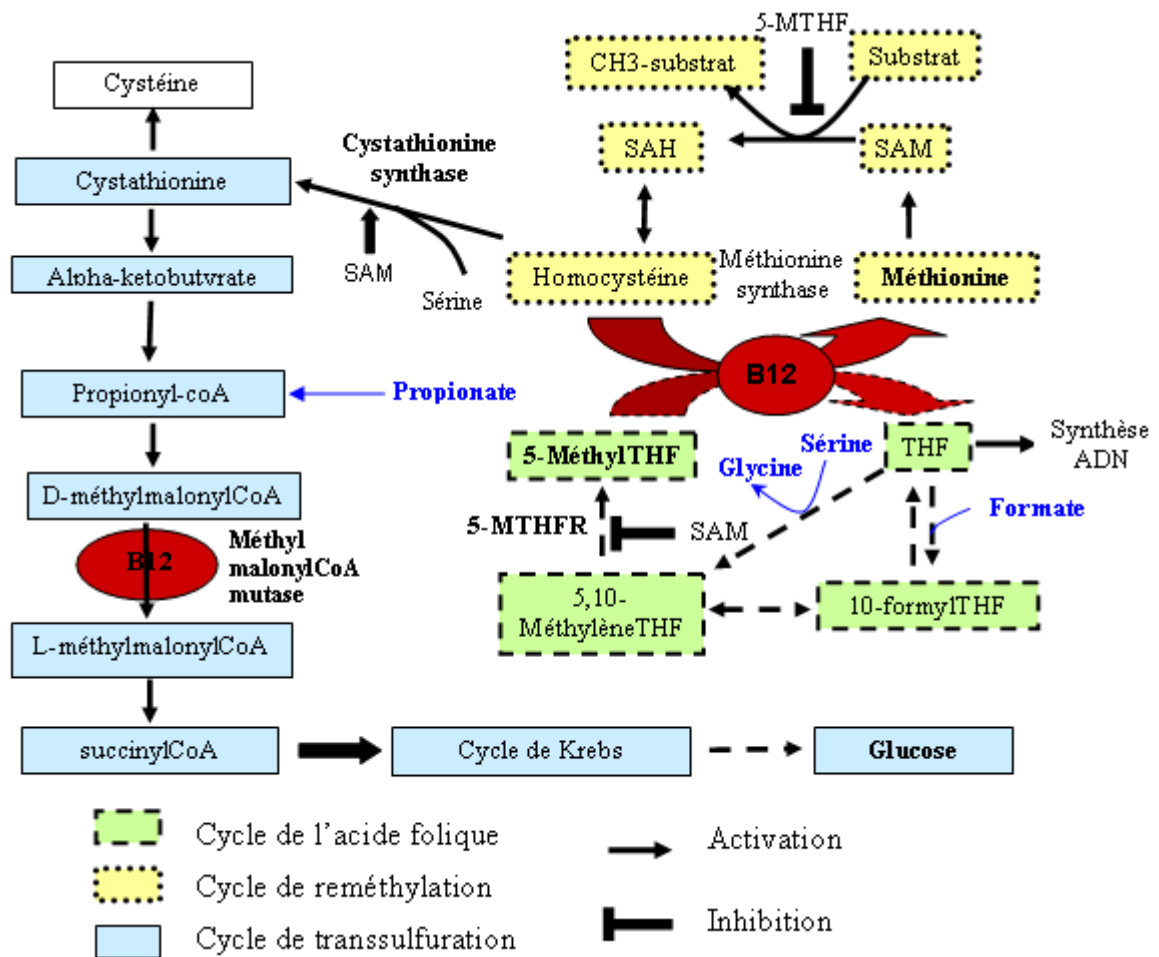 5-MTHF
CH3-substrat
Substrat
Cystéine
SAH
SAM
Cystathionine
synthase
Cystathionine
SAM
Sérine
Homocystéine
Méthionine
synthase
Méthionine
Alpha-ketobutvrate
B12
Propionyl-coA
Propionate
5-MéthylTHF
Glycine
Sérine
THF
Synthèse
ADN
D-méthylmalonylCoA
5-MTHFR
SAM
Formate
B12
Méthyl
malonylCoA
mutase
5,10-
MéthylèneTHF
10-formylTHF
L-méthylmalonylCoA
succinylCoA
Cycle de Krebs
Glucose
Cycle de l'acide folique
Activation
Cycle de reméthylation
Inhibition
Cycle de transsulfuration